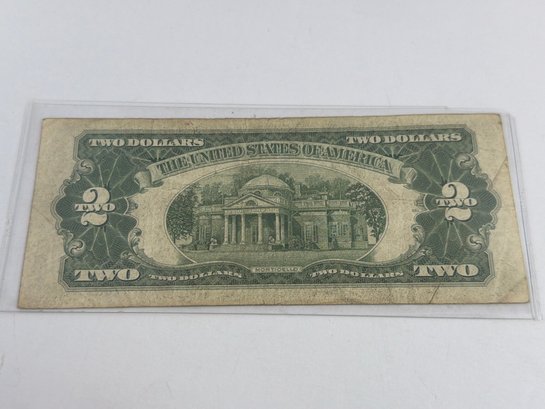 TWO DOLLARS
TWO DOLLARS
THE UNITED STATES OF AMERICA
2
TWO
2
TWO
TWO
TWO DOLLARS
MONTICELLO
TWO DOLLARS
TWO